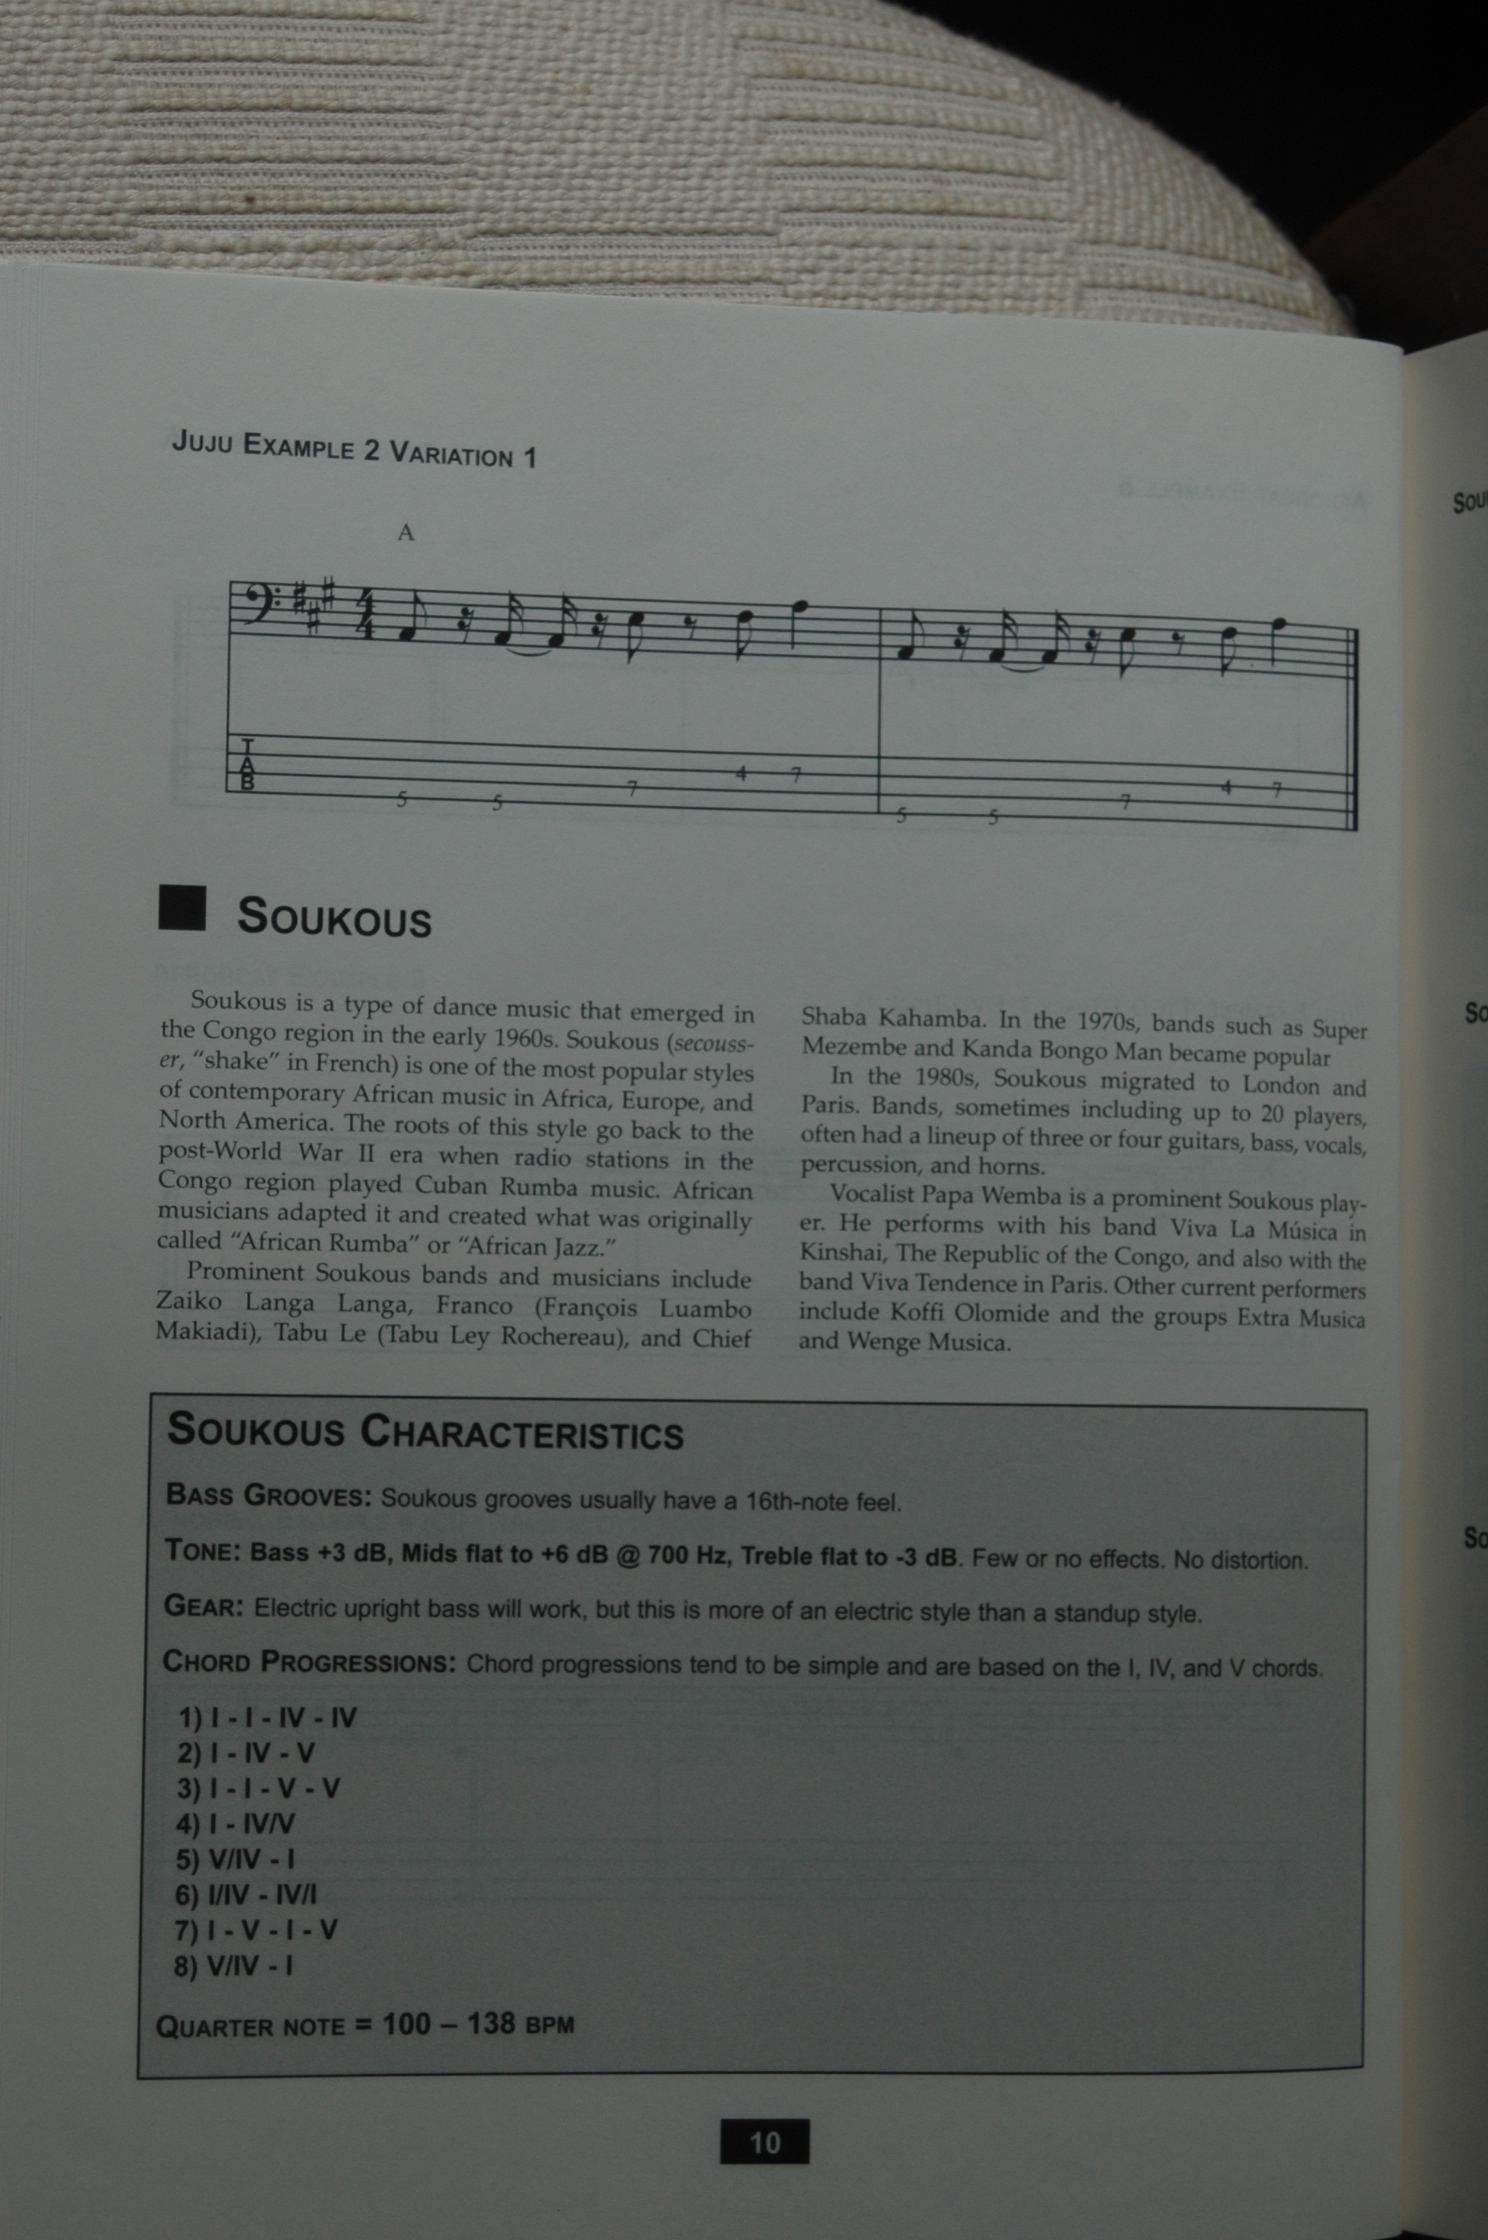 JUJU EXAMPLE 2 VARIATION 1
A
T
A
B
5 5 7 4 7 5 5 7 4 7
SOUKOUS
Soukous is a type of dance music that emerged in
the Congo region in the early 1960s. Soukous (secouss-
er, “shake” in French) is one of the most popular styles
of contemporary African music in Africa, Europe, and
North America. The roots of this style go back to the
post-World War II era when radio stations in the
Congo region played Cuban Rumba music. African
musicians adapted it and created what was originally
called “African Rumba” or “African Jazz.”
Prominent Soukous bands and musicians include
Zaiko Langa Langa, Franco (François Luambo
Makiadi), Tabu Le (Tabu Ley Rochereau), and Chief
Shaba Kahamba. In the 1970s, bands such as Super
Mezembe and Kanda Bongo Man became popular
In the 1980s, Soukous migrated to London and
Paris. Bands, sometimes including up to 20 players,
often had a lineup of three or four guitars, bass, vocals,
percussion, and horns.
Vocalist Papa Wemba is a prominent Soukous play-
er. He performs with his band Viva La Música in
Kinshai, The Republic of the Congo, and also with the
band Viva Tendence in Paris. Other current performers
include Koffi Olomide and the groups Extra Musica
and Wenge Musica.
SOUKOUS CHARACTERISTICS
BASS GROOVES: Soukous grooves usually have a 16th-note feel.
TONE: Bass +3 dB, Mids flat to +6 dB @ 700 Hz, Treble flat to -3 dB. Few or no effects. No distortion.
GEAR: Electric upright bass will work, but this is more of an electric style than a standup style.
CHORD PROGRESSIONS: Chord progressions tend to be simple and are based on the I, IV, and V chords.
1) I - I - IV - IV
2) I - IV - V
3) I - I - V - V
4) I - IV/V
5) V/IV - I
6) I/IV - IV/I
7) I - V - I - V
8) V/IV - I
QUARTER NOTE = 100 – 138 BPM
10